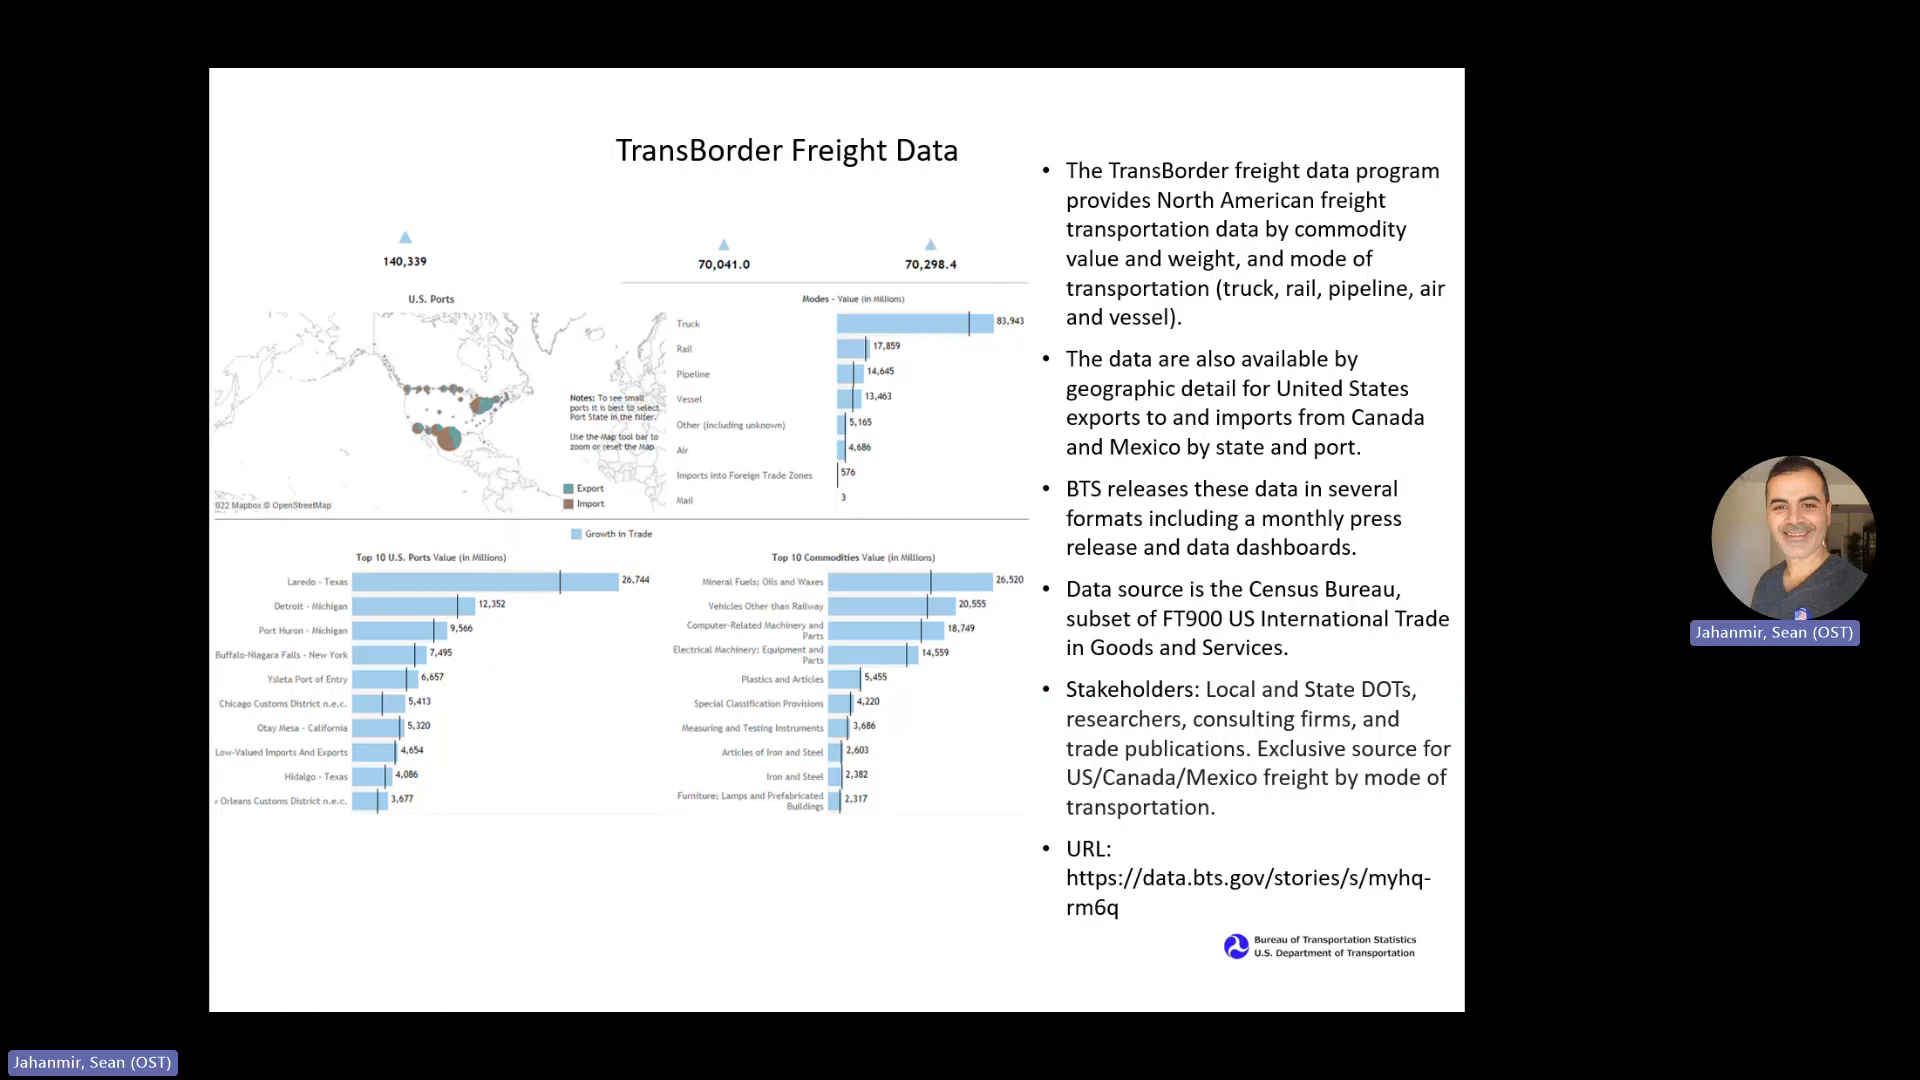 TransBorder Freight Data
140,339
70,041.0
70,298.4
U.S. Ports
Notes: To see small
ports it is best to select
Port State in the filter.
Use the Map tool bar to
zoom or reset the Map
Export
Import
022 Mapbox © OpenStreetMap
Modes - Value (in Millions)
Truck 83,943
Rail 17,859
Pipeline 14,645
Vessel 13,463
Other (including unknown) 5,165
Air 4,686
Imports into Foreign Trade Zones 576
Mail 3
Growth in Trade
Top 10 U.S. Ports Value (in Millions)
Laredo - Texas 26,744
Detroit - Michigan 12,352
Port Huron - Michigan 9,566
Buffalo-Niagara Falls - New York 7,495
Ysleta Port of Entry 6,657
Chicago Customs District n.e.c. 5,413
Otay Mesa - California 5,320
Low-Valued Imports And Exports 4,654
Hidalgo - Texas 4,086
Orleans Customs District n.e.c. 3,677
Top 10 Commodities Value (in Millions)
Mineral Fuels; Oils and Waxes 26,520
Vehicles Other than Railway 20,555
Computer-Related Machinery and
Parts 18,749
Electrical Machinery; Equipment and
Parts 14,559
Plastics and Articles 5,455
Special Classification Provisions 4,220
Measuring and Testing Instruments 3,686
Articles of Iron and Steel 2,603
Iron and Steel 2,382
Furniture; Lamps and Prefabricated
Buildings 2,317
• The TransBorder freight data program
provides North American freight
transportation data by commodity
value and weight, and mode of
transportation (truck, rail, pipeline, air
and vessel).
• The data are also available by
geographic detail for United States
exports to and imports from Canada
and Mexico by state and port.
• BTS releases these data in several
formats including a monthly press
release and data dashboards.
• Data source is the Census Bureau,
subset of FT900 US International Trade
in Goods and Services.
• Stakeholders: Local and State DOTs,
researchers, consulting firms, and
trade publications. Exclusive source for
US/Canada/Mexico freight by mode of
transportation.
• URL:
https://data.bts.gov/stories/s/myhq-
rm6q
Bureau of Transportation Statistics
U.S. Department of Transportation
Jahanmir, Sean (OST)
Jahanmir, Sean (OST)